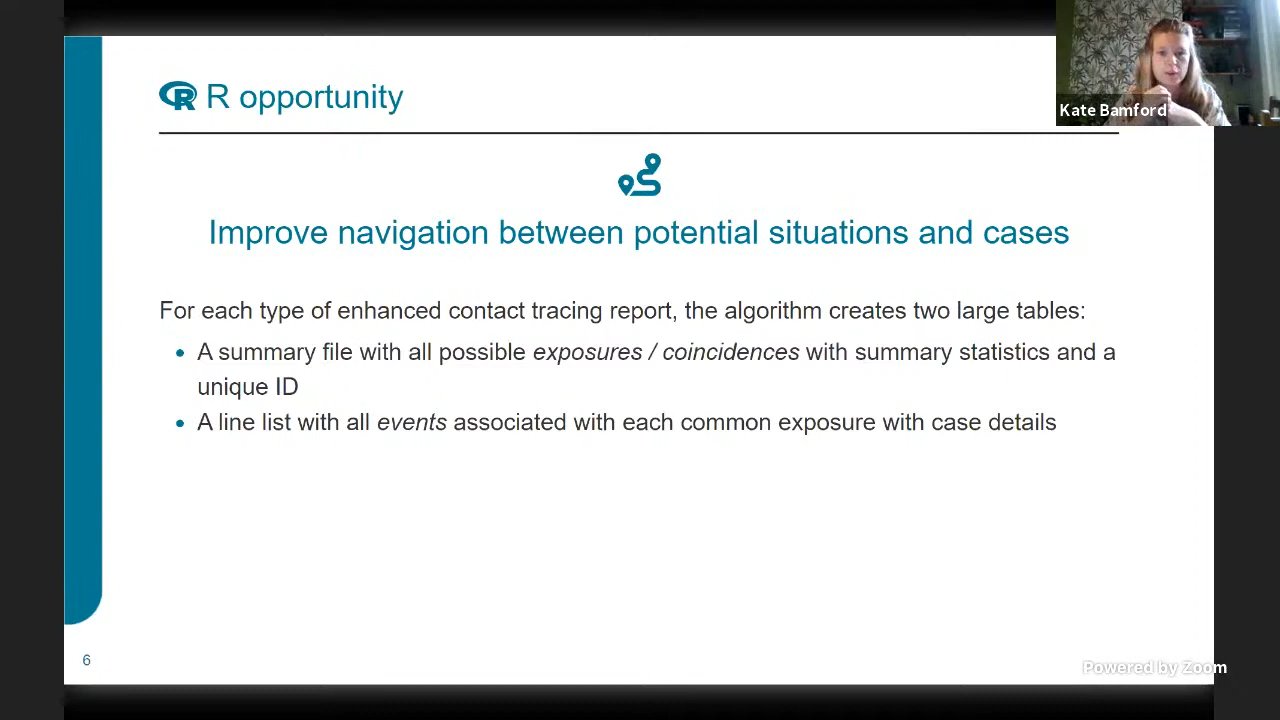 R opportunity
Kate Bamford
Improve navigation between potential situations and cases
For each type of enhanced contact tracing report, the algorithm creates two large tables:
• A summary file with all possible exposures / coincidences with summary statistics and a
unique ID
• A line list with all events associated with each common exposure with case details
6
Powered by Zoom